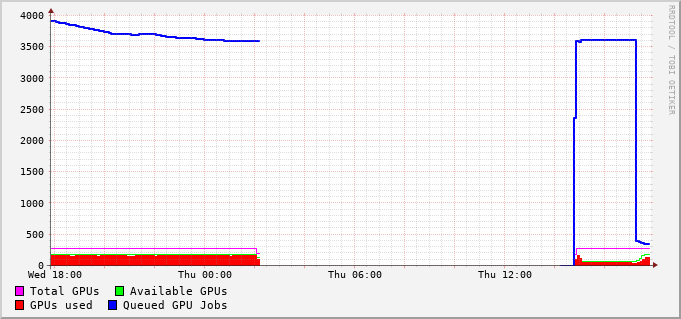 4000
3500
3000
2500
2000
1500
1000
500
0
Wed 18:00 Thu 00:00 Thu 06:00 Thu 12:00
Total GPUs Available GPUs
GPUs used Queued GPU Jobs
RRDTOOL / TOBI OETIKER